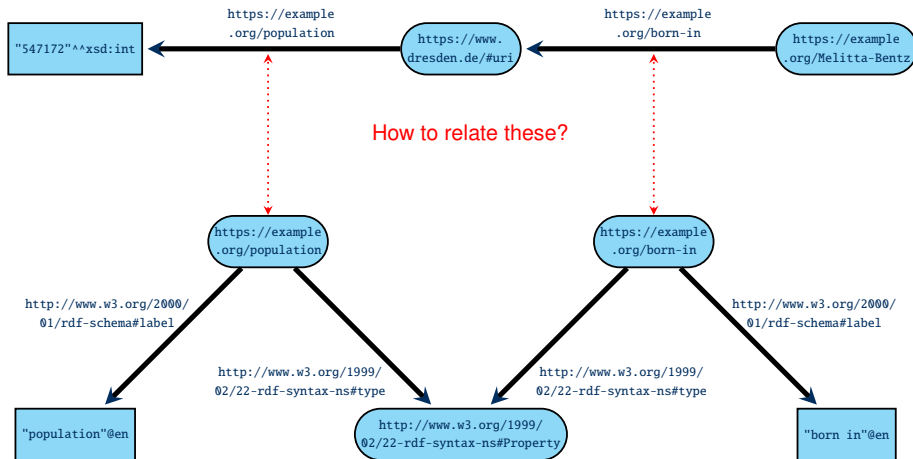 https://example
.org/population
https://example
.org/born-in
"547172"^^xsd:int
https://www.
dresden.de/#uri
https://example
.org/Melitta-Bentz
How to relate these?
https://example
.org/population
https://example
.org/born-in
http://www.w3.org/2000/
01/rdf-schema#label
http://www.w3.org/2000/
01/rdf-schema#label
http://www.w3.org/1999/
02/22-rdf-syntax-ns#type
http://www.w3.org/1999/
02/22-rdf-syntax-ns#type
"population"@en
http://www.w3.org/1999/
02/22-rdf-syntax-ns#Property
"born in"@en